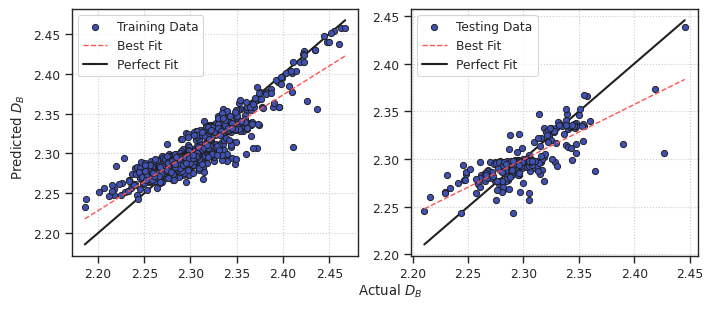 Training Data
Best Fit
Perfect Fit
Testing Data
Best Fit
Perfect Fit
Predicted D_B
2.45
2.40
2.35
2.30
2.25
2.20
2.20 2.25 2.30 2.35 2.40 2.45
2.45
2.40
2.35
2.30
2.25
2.20
2.20 2.25 2.30 2.35 2.40 2.45
Actual D_B